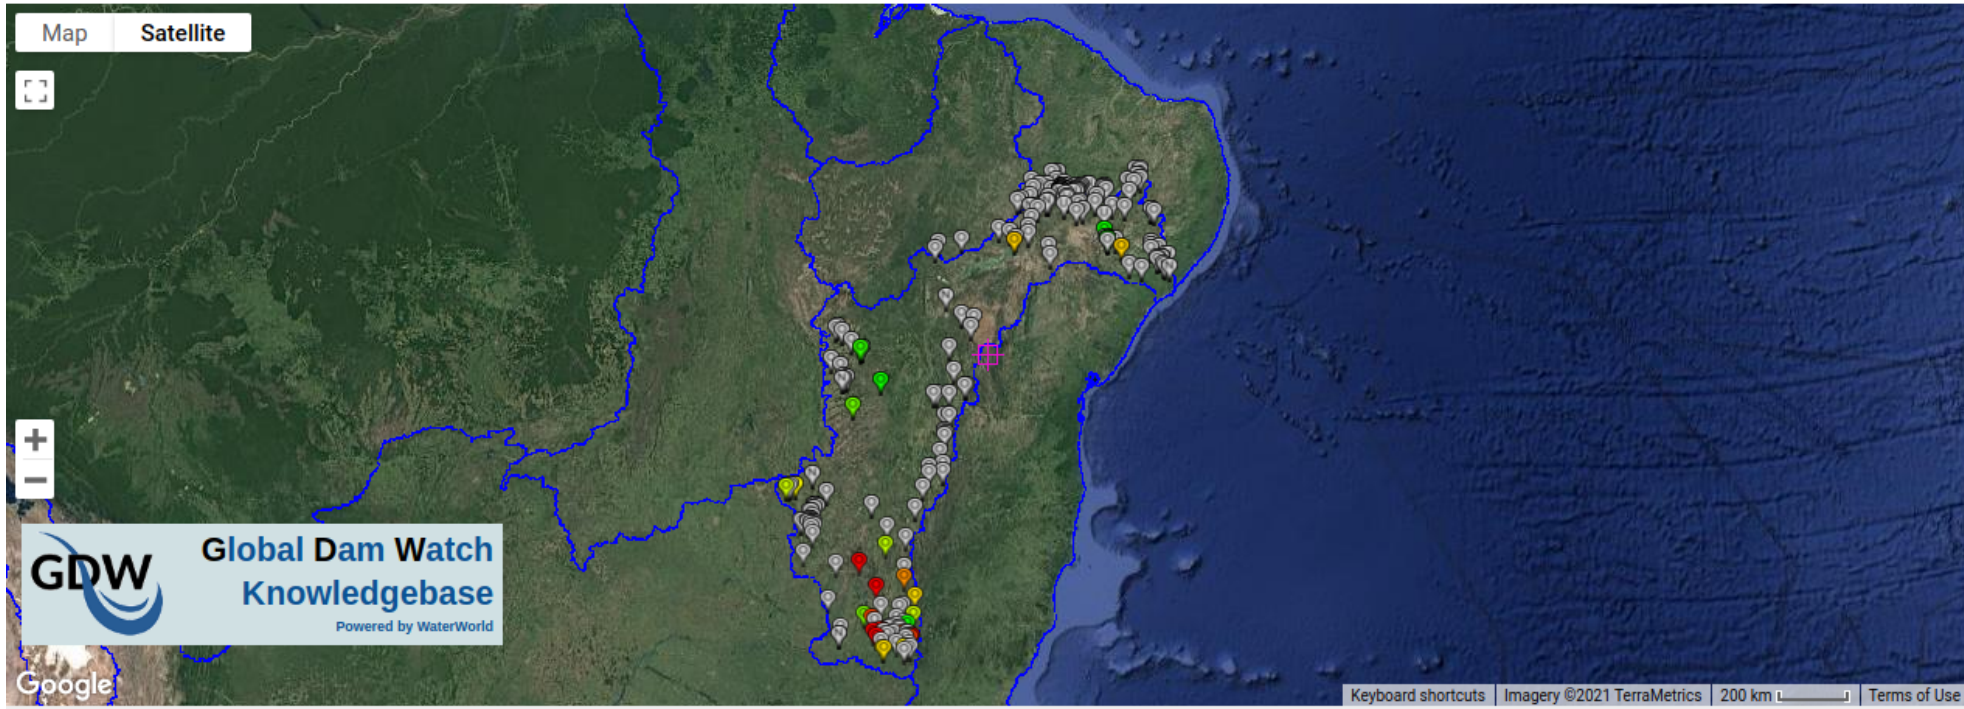 Map Satellite
GDW
Global Dam Watch
Knowledgebase
Powered by WaterWorld
Google
Keyboard shortcuts
Imagery ©2021 TerraMetrics
200 km
Terms of Use